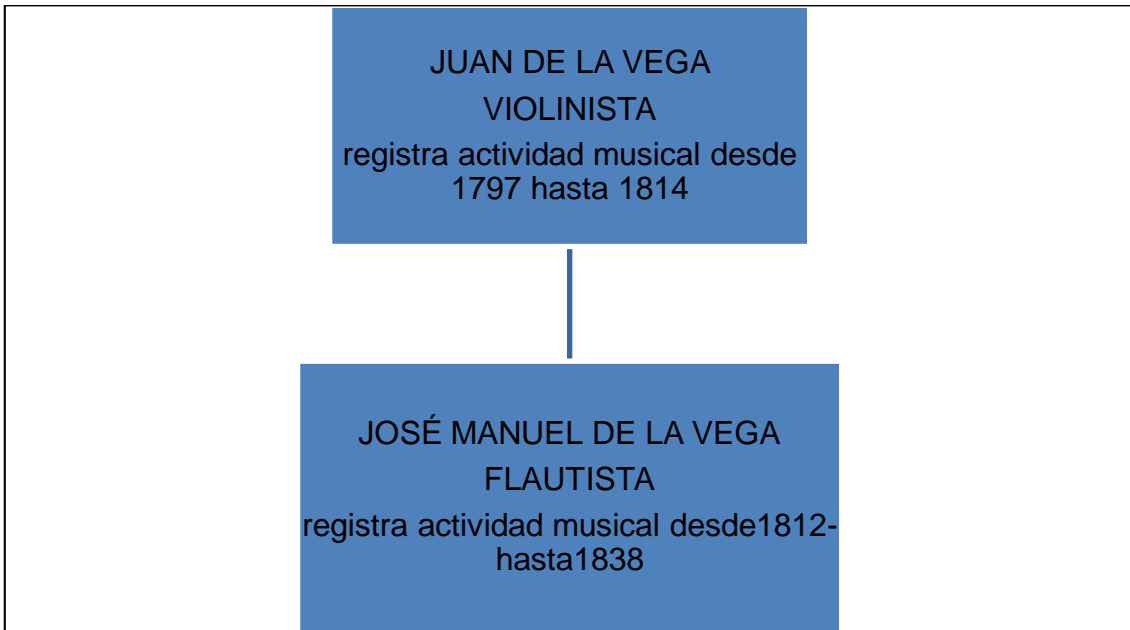 JUAN DE LA VEGA
VIOLINISTA
registra actividad musical desde
1797 hasta 1814
JOSÉ MANUEL DE LA VEGA
FLAUTISTA
registra actividad musical desde1812-
hasta1838